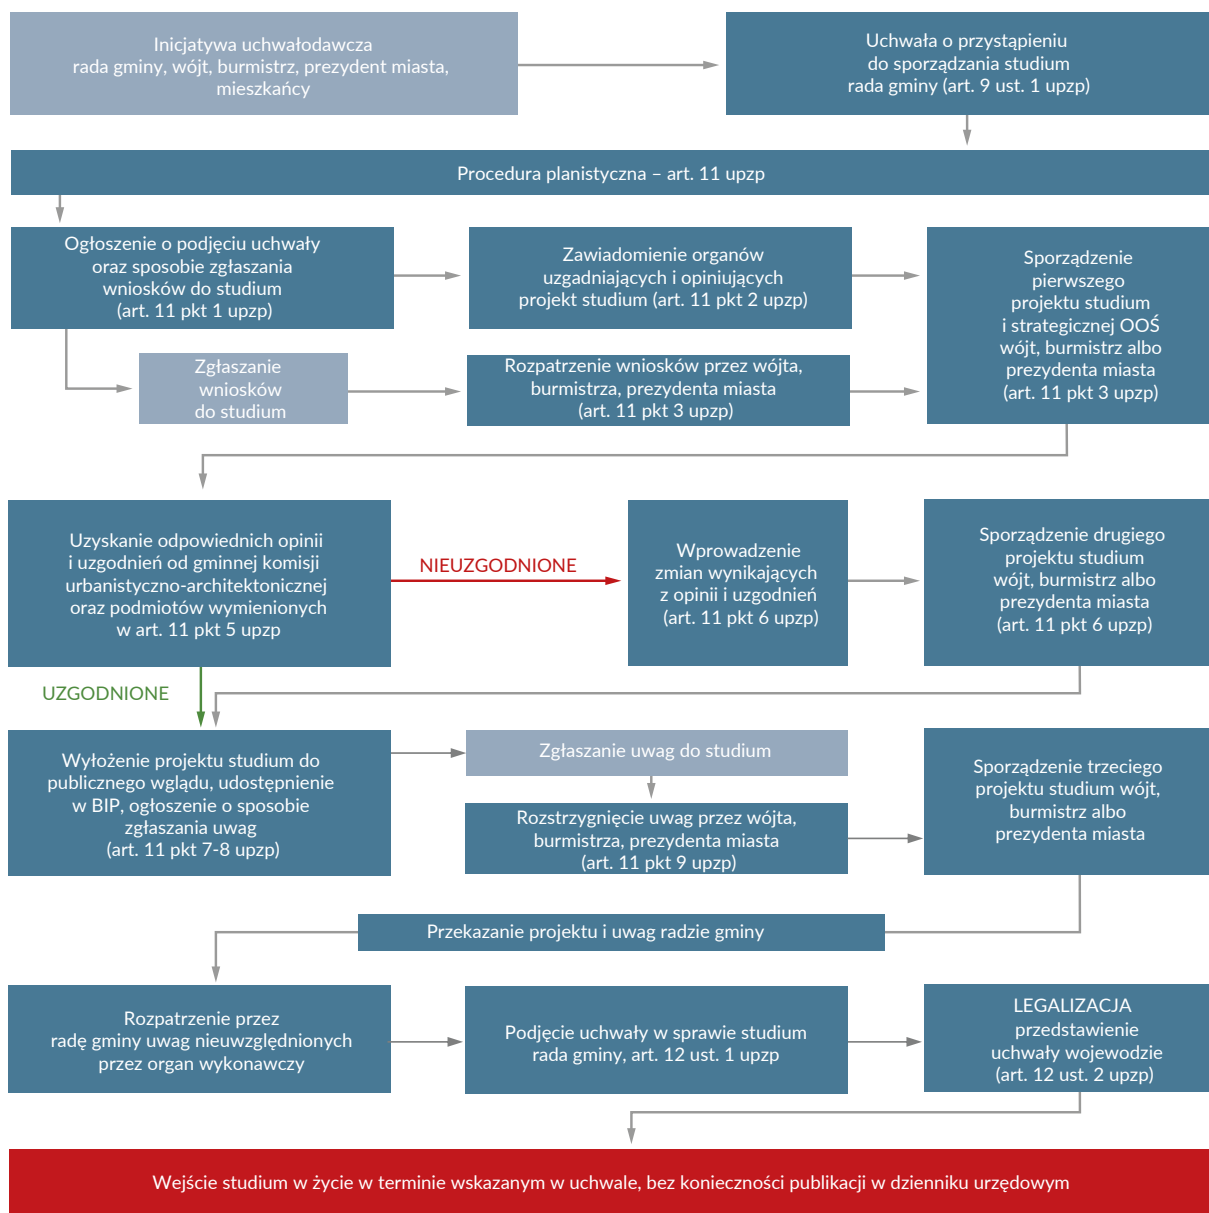 Inicjatywa uchwałodawcza
rada gminy, wójt, burmistrz, prezydent miasta,
mieszkańcy
Uchwała o przystąpieniu
do sporządzania studium
rada gminy (art. 9 ust. 1 upzp)
Procedura planistyczna – art. 11 upzp
Ogłoszenie o podjęciu uchwały
oraz sposobie zgłaszania
wniosków do studium
(art. 11 pkt 1 upzp)
Zawiadomienie organów
uzgadniających i opiniujących
projekt studium (art. 11 pkt 2 upzp)
Sporządzenie
pierwszego
projektu studium
i strategicznej OOŚ
wójt, burmistrz albo
prezydenta miasta
(art. 11 pkt 3 upzp)
Zgłaszanie
wniosków
do studium
Rozpatrzenie wniosków przez wójta,
burmistrza, prezydenta miasta
(art. 11 pkt 3 upzp)
Uzyskanie odpowiednich opinii
i uzgodnień od gminnej komisji
urbanistyczno-architektonicznej
oraz podmiotów wymienionych
w art. 11 pkt 5 upzp
NIEUZGODNIONE
Wprowadzenie
zmian wynikających
z opinii i uzgodnień
(art. 11 pkt 6 upzp)
Sporządzenie drugiego
projektu studium
wójt, burmistrz albo
prezydenta miasta
(art. 11 pkt 6 upzp)
UZGODNIONE
Wyłożenie projektu studium do
publicznego wglądu, udostępnienie
w BIP, ogłoszenie o sposobie
zgłaszania uwag
(art. 11 pkt 7-8 upzp)
Zgłaszanie uwag do studium
Rozstrzygnięcie uwag przez wójta,
burmistrza, prezydenta miasta
(art. 11 pkt 9 upzp)
Sporządzenie trzeciego
projektu studium wójt,
burmistrz albo
prezydenta miasta
Przekazanie projektu i uwag radzie gminy
Rozpatrzenie przez
radę gminy uwag nieuwzględnionych
przez organ wykonawczy
Podjęcie uchwały w sprawie studium
rada gminy, art. 12 ust. 1 upzp
LEGALIZACJA
przedstawienie
uchwały wojewodzie
(art. 12 ust. 2 upzp)
Wejście studium w życie w terminie wskazanym w uchwale, bez konieczności publikacji w dzienniku urzędowym